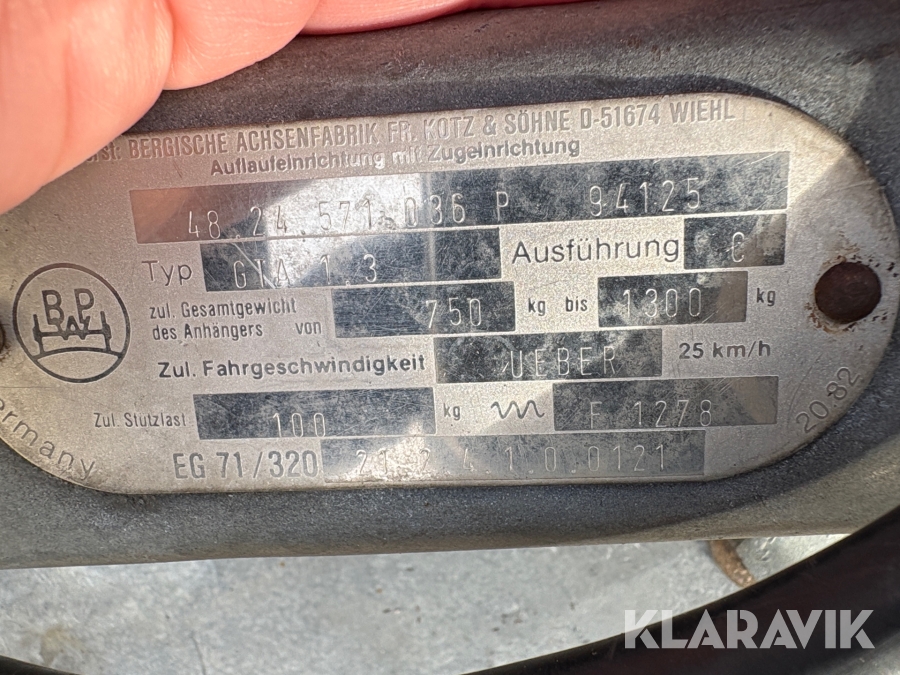 BERGISCHE ACHSENFABRIK FR. KOTZ & SÖHNE D-51674 WIEHL
Auflaufeinrichtung mit Zugeinrichtung
48.24.571.036 P 94125
Typ GTA 1.3 Ausführung C
BPW
zul. Gesamtgewicht des Anhängers von 750 kg bis 1300 kg
Zul. Fahrgeschwindigkeit UEBER 25 km/h
Zul. Stützlast 100 kg F 1278
EG 71/320 21.2.4.1.0.0121
ermany
20.82
KLARAVIK